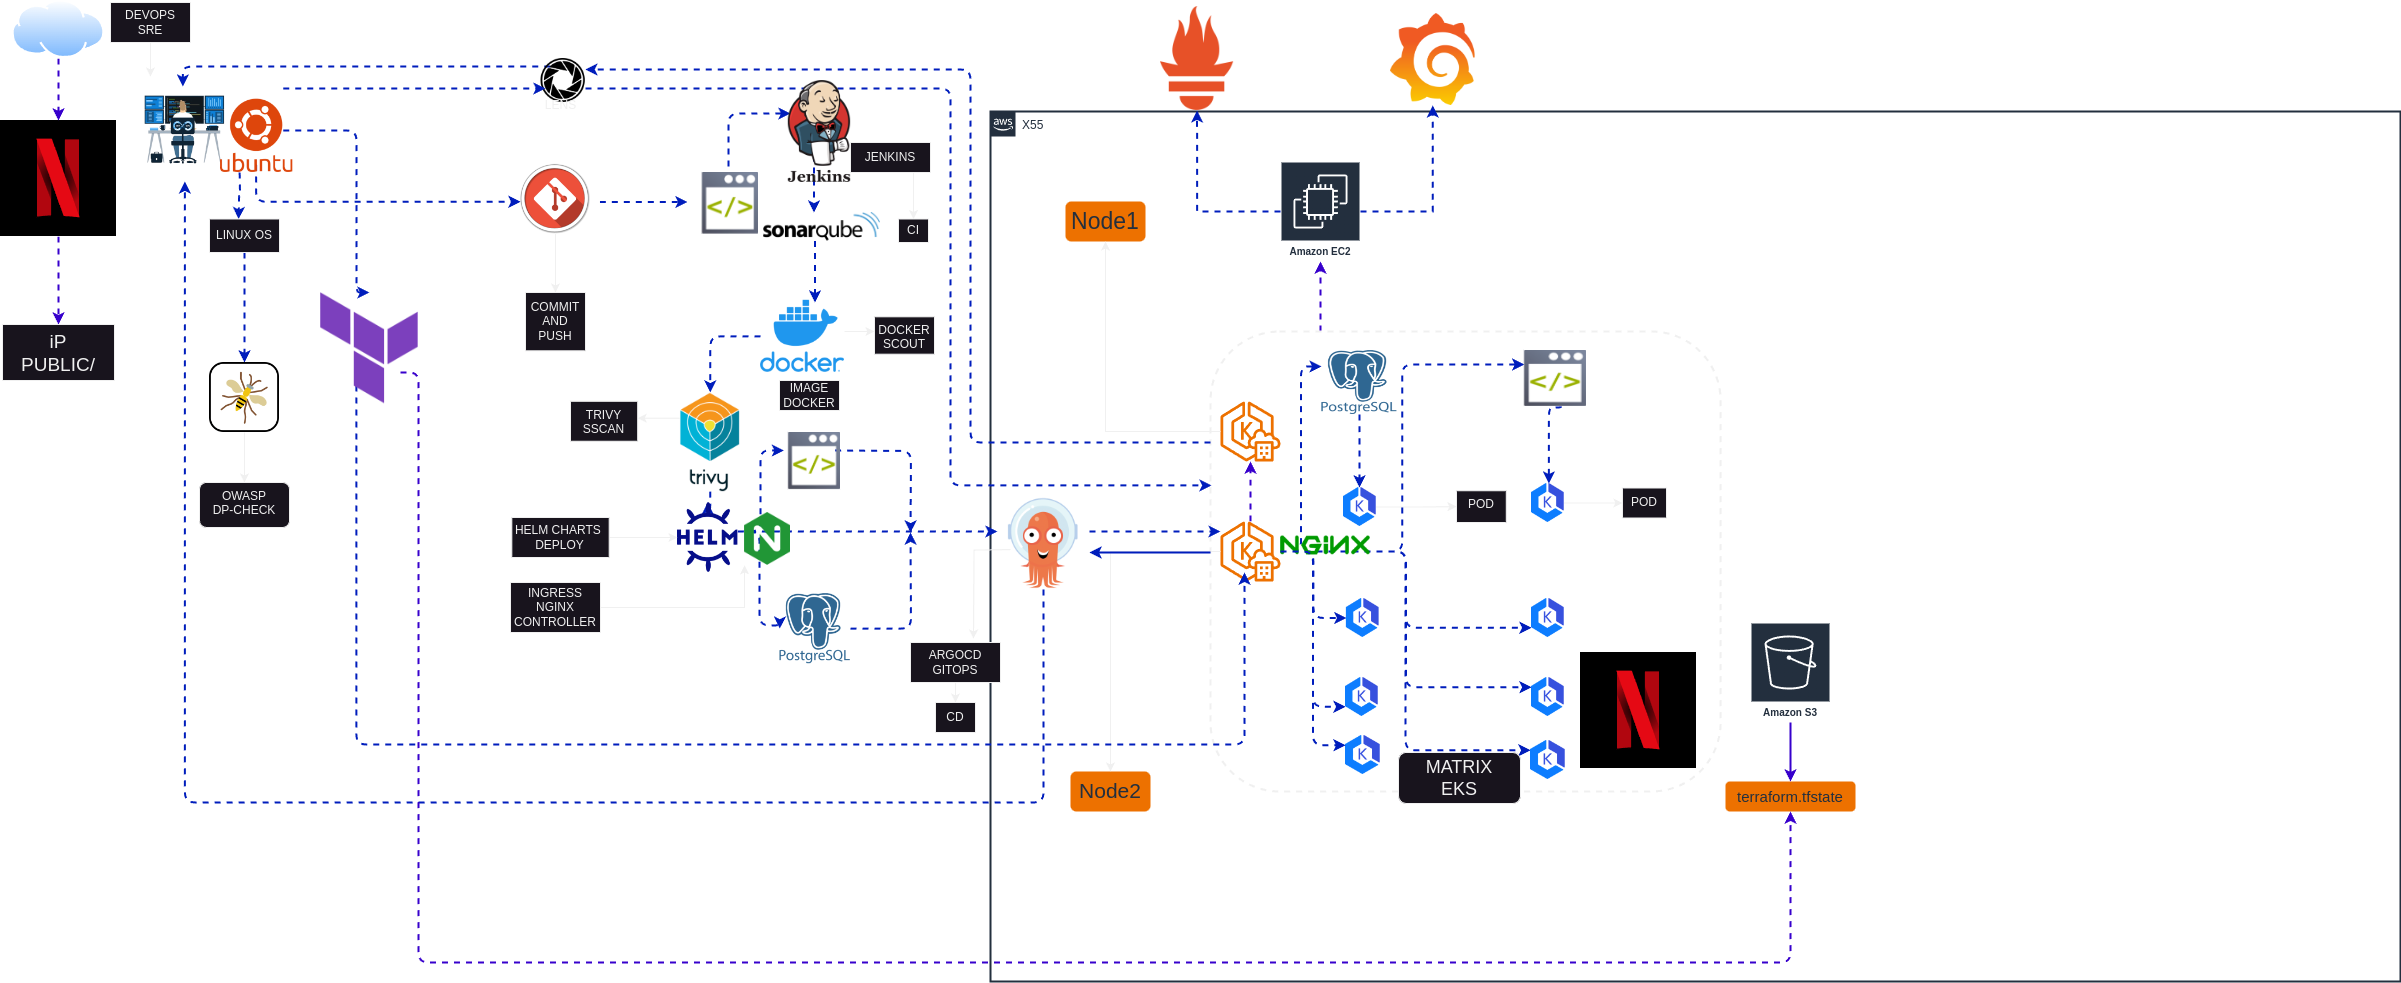 DEVOPS
SRE
aws
X55
ubuntu
Jenkins
JENKINS
LINUX OS
sonarqube
CI
Node1
Amazon EC2
iP
PUBLIC/
COMMIT
AND
PUSH
DOCKER
SCOUT
docker
IMAGE
DOCKER
TRIVY
SSCAN
trivy
PostgreSQL
OWASP
DP-CHECK
POD
POD
HELM CHARTS
DEPLOY
HELM
NGiNX
INGRESS
NGINX
CONTROLLER
PostgreSQL
ARGOCD
GITOPS
CD
Amazon S3
MATRIX
EKS
Node2
terraform.tfstate